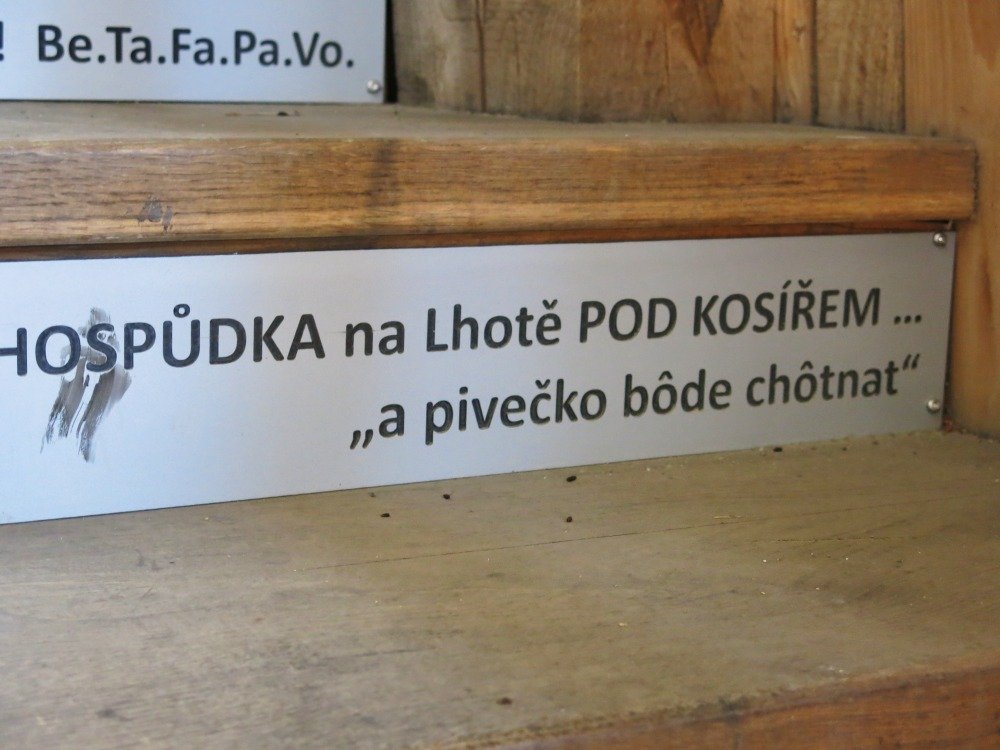 ! Be.Ta.Fa.Pa.Vo.
HOSPŮDKA na Lhotě POD KOSÍŘEM ...
„a pivečko bôde chôtnat“